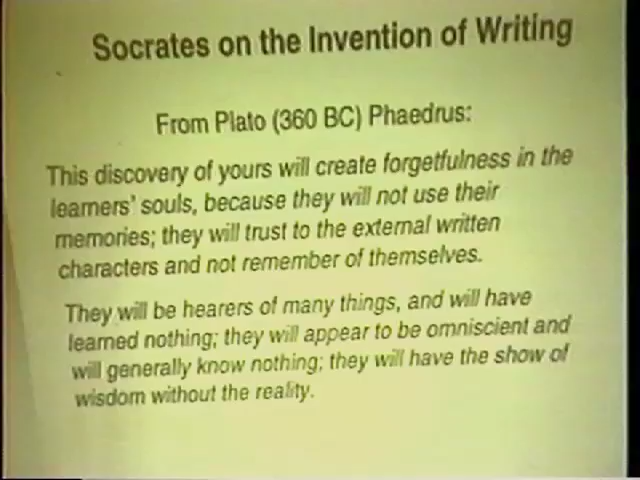 Socrates on the Invention of Writing
From Plato (360 BC) Phaedrus:
This discovery of yours will create forgetfulness in the
learners' souls, because they will not use their
memories; they will trust to the external written
characters and not remember of themselves.
They will be hearers of many things, and will have
learned nothing; they will appear to be omniscient and
will generally know nothing; they will have the show of
wisdom without the reality.